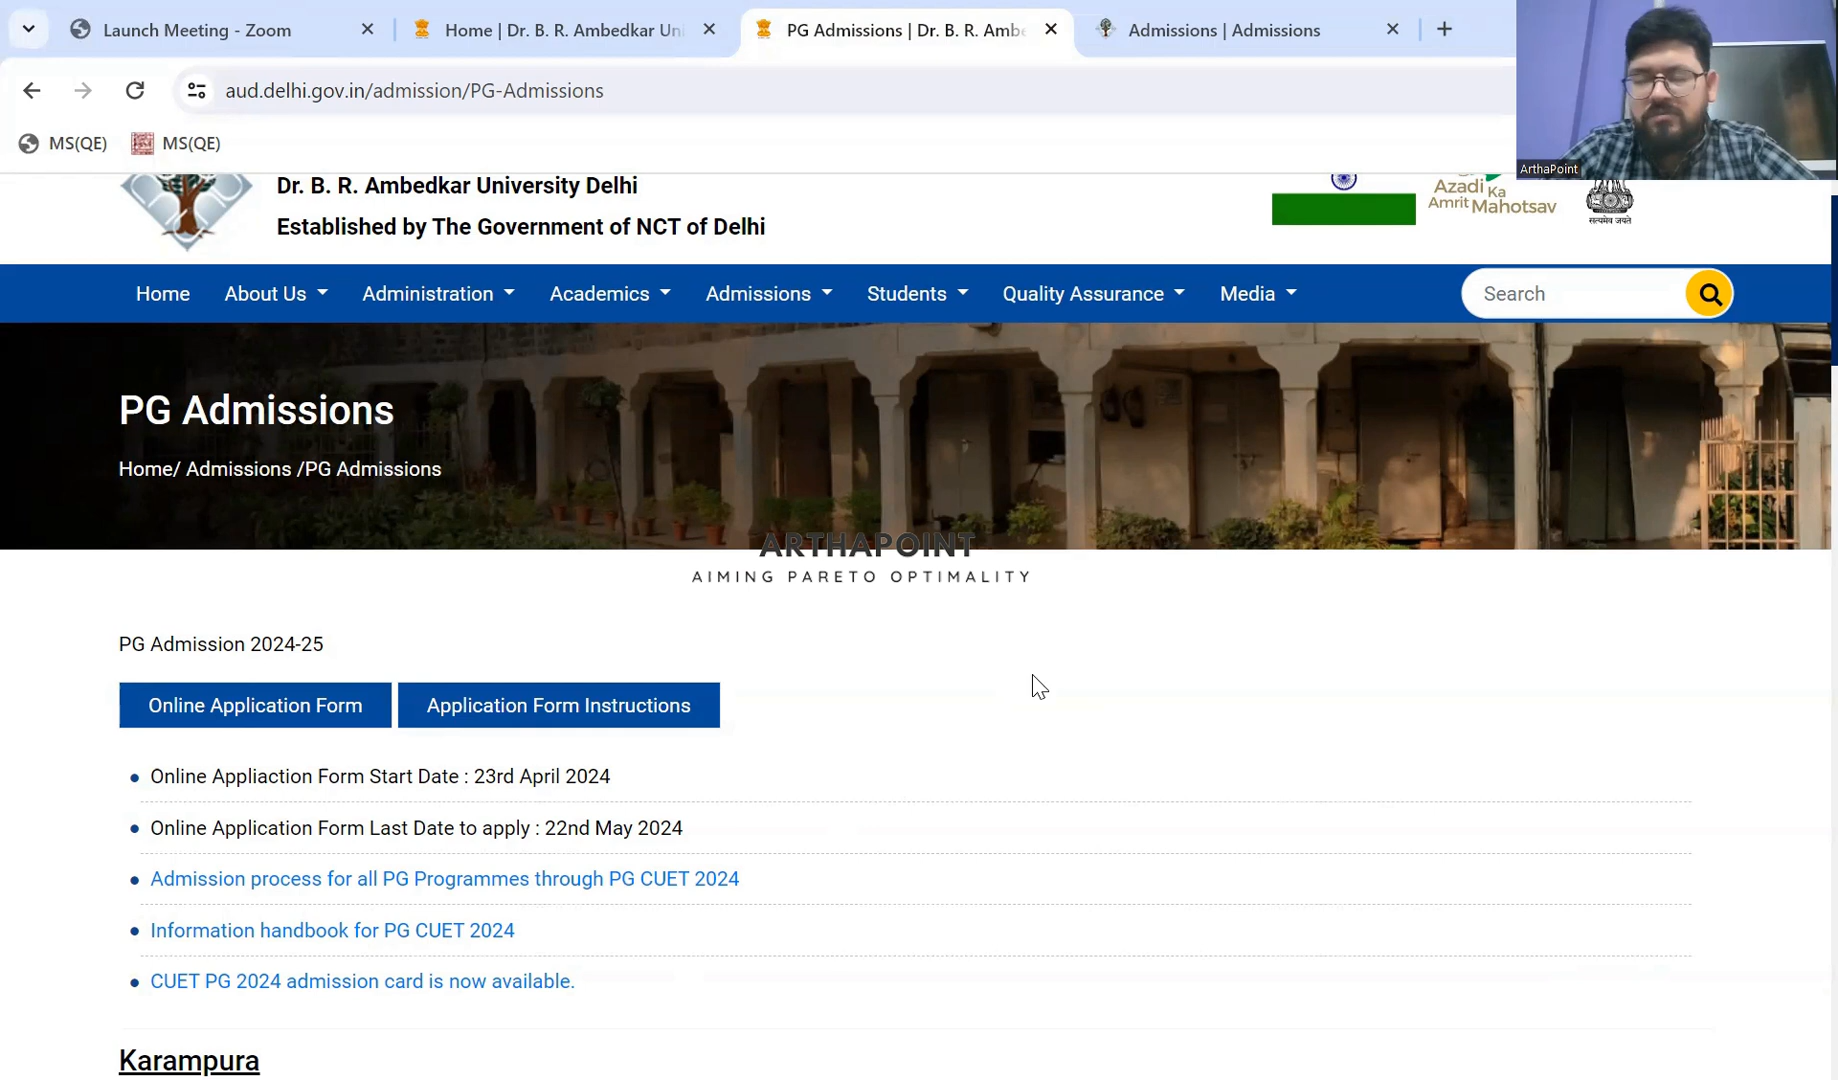 Launch Meeting - Zoom
Home | Dr. B. R. Ambedkar Uni
PG Admissions | Dr. B. R. Ambe
Admissions | Admissions
aud.delhi.gov.in/admission/PG-Admissions
MS(QE)
MS(QE)
ArthaPoint
Dr. B. R. Ambedkar University Delhi
Established by The Government of NCT of Delhi
Azadi Ka
Amrit Mahotsav
सत्यमेव जयते
Home
About Us
Administration
Academics
Admissions
Students
Quality Assurance
Media
Search
PG Admissions
Home/ Admissions /PG Admissions
ARTHAPOINT
AIMING PARETO OPTIMALITY
PG Admission 2024-25
Online Application Form
Application Form Instructions
Online Appliaction Form Start Date : 23rd April 2024
Online Application Form Last Date to apply : 22nd May 2024
Admission process for all PG Programmes through PG CUET 2024
Information handbook for PG CUET 2024
CUET PG 2024 admission card is now available.
Karampura